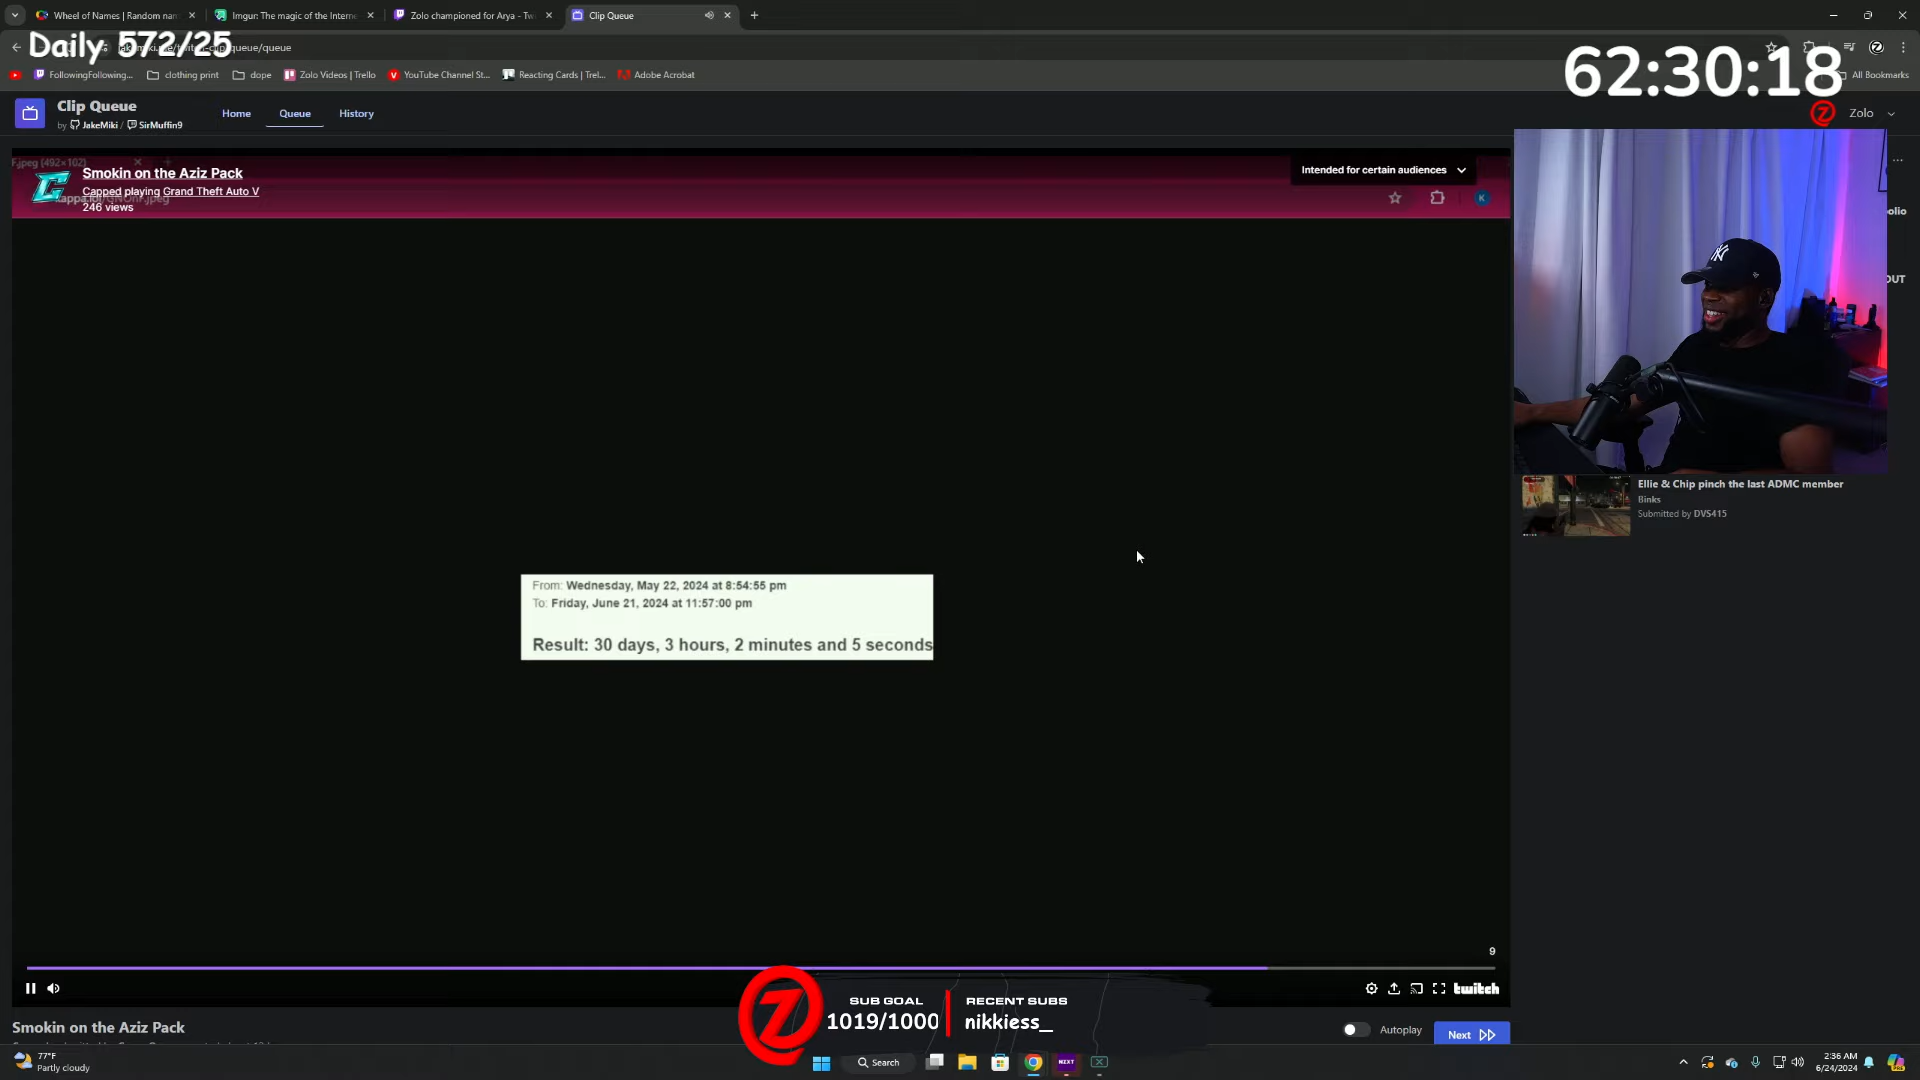 Wheel of Names | Random nam
Imgur: The magic of the Interne
Zolo championed for Arya - Tw
Clip Queue
Daily 572/25
queue/queue
62:30:18
FollowingFollowing...
clothing print
dope
Zolo Videos | Trello
YouTube Channel St...
Reacting Cards | Trel...
Adobe Acrobat
All Bookmarks
Clip Queue
by JakeMiki / SirMuffin9
Home
Queue
History
Zolo
F.jpeg (492×102)
Smokin on the Aziz Pack
Capped playing Grand Theft Auto V
246 views
Intended for certain audiences
K
olio
OUT
NY
From: Wednesday, May 22, 2024 at 8:54:55 pm
To: Friday, June 21, 2024 at 11:57:00 pm
Result: 30 days, 3 hours, 2 minutes and 5 seconds
Ellie & Chip pinch the last ADMC member
Binks
Submitted by DVS415
9
twitch
SUB GOAL
1019/1000
RECENT SUBS
nikkiess_
Smokin on the Aziz Pack
Autoplay
Next
77°F
Partly cloudy
Search
NXT
2:36 AM
6/24/2024